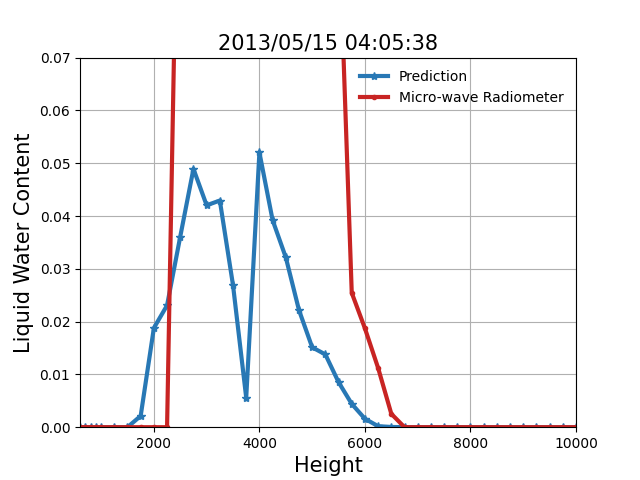 2013/05/15 04:05:38
0.07
0.06
0.05
0.04
0.03
0.02
0.01
0.00
Liquid Water Content
Prediction
Micro-wave Radiometer
2000 4000 6000 8000 10000
Height